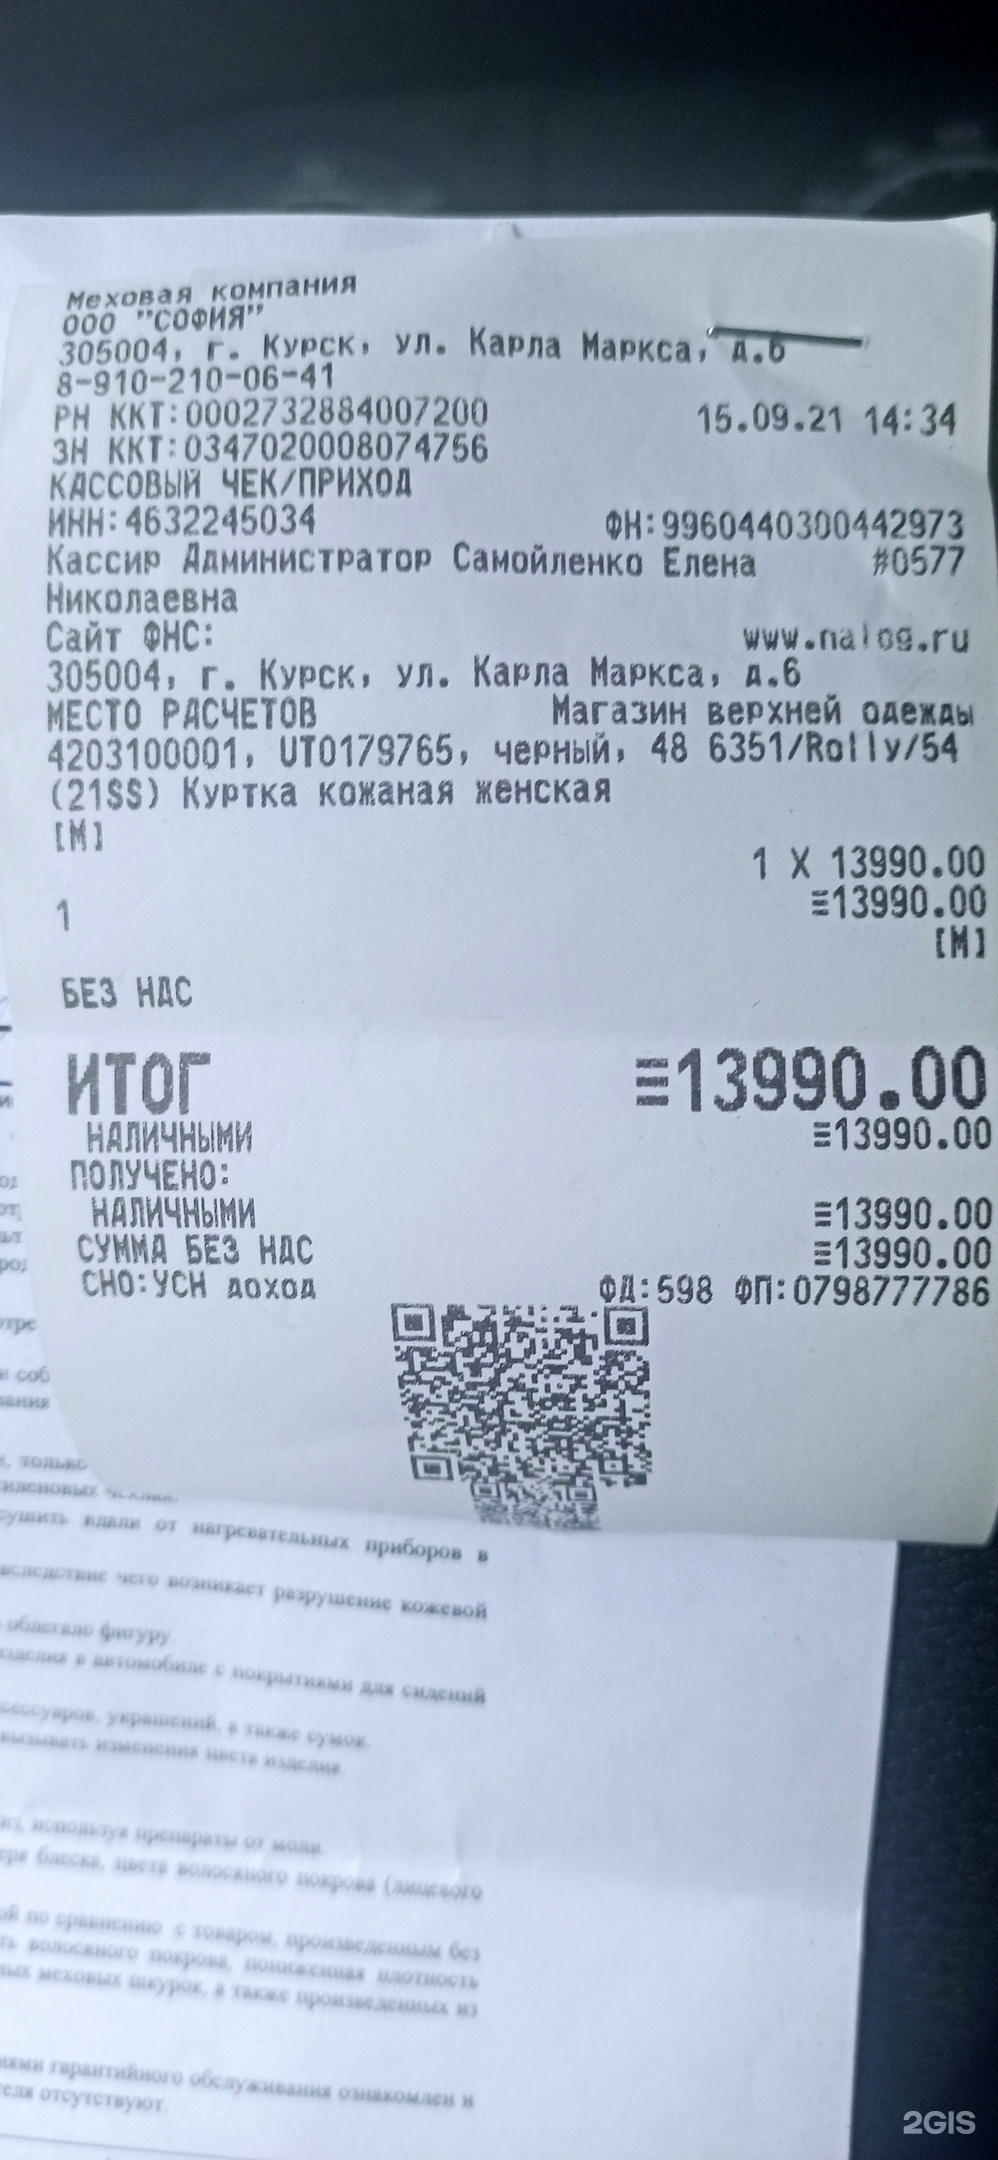 Меховая компания
ООО "СОФИЯ"
305004, г. Курск, ул. Карла Маркса, д.6
8-910-210-06-41
РН ККТ:0002732884007200 15.09.21 14:34
ЗН ККТ:0347020008074756
КАССОВЫЙ ЧЕК/ПРИХОД
ИНН:4632245034 ФН:9960440300442973
Кассир Администратор Самойленко Елена #0577
Николаевна
Сайт ФНС: www.nalog.ru
305004, г. Курск, ул. Карла Маркса, д.6
МЕСТО РАСЧЕТОВ Магазин верхней одежды
4203100001, UT0179765, черный, 48 6351/Rolly/54
(21SS) Куртка кожаная женская
[М]
1 X 13990.00
1 ≡13990.00
[М]
БЕЗ НДС
ИТОГ ≡13990.00
НАЛИЧНЫМИ ≡13990.00
ПОЛУЧЕНО:
НАЛИЧНЫМИ ≡13990.00
СУММА БЕЗ НДС ≡13990.00
СНО:УСН доход ФД:598 ФП:0798777786
только
сушить вдали от нагревательных приборов в
вследствие чего возникает разрушение кожевой
облегало фигуру.
изделия в автомобиле с покрытиями для сидений
аксессуаров, украшений, а также сумок.
вызывать изменения цвета изделия.
используя препараты от моли.
блеска, цвета волосяного покрова (лицевого
по сравнению с товаром, произведенным без
волосяного покрова, пониженная плотность
меховых шкурок, а также произведенных из
гарантийного обслуживания ознакомлен и
отсутствуют.
2GIS